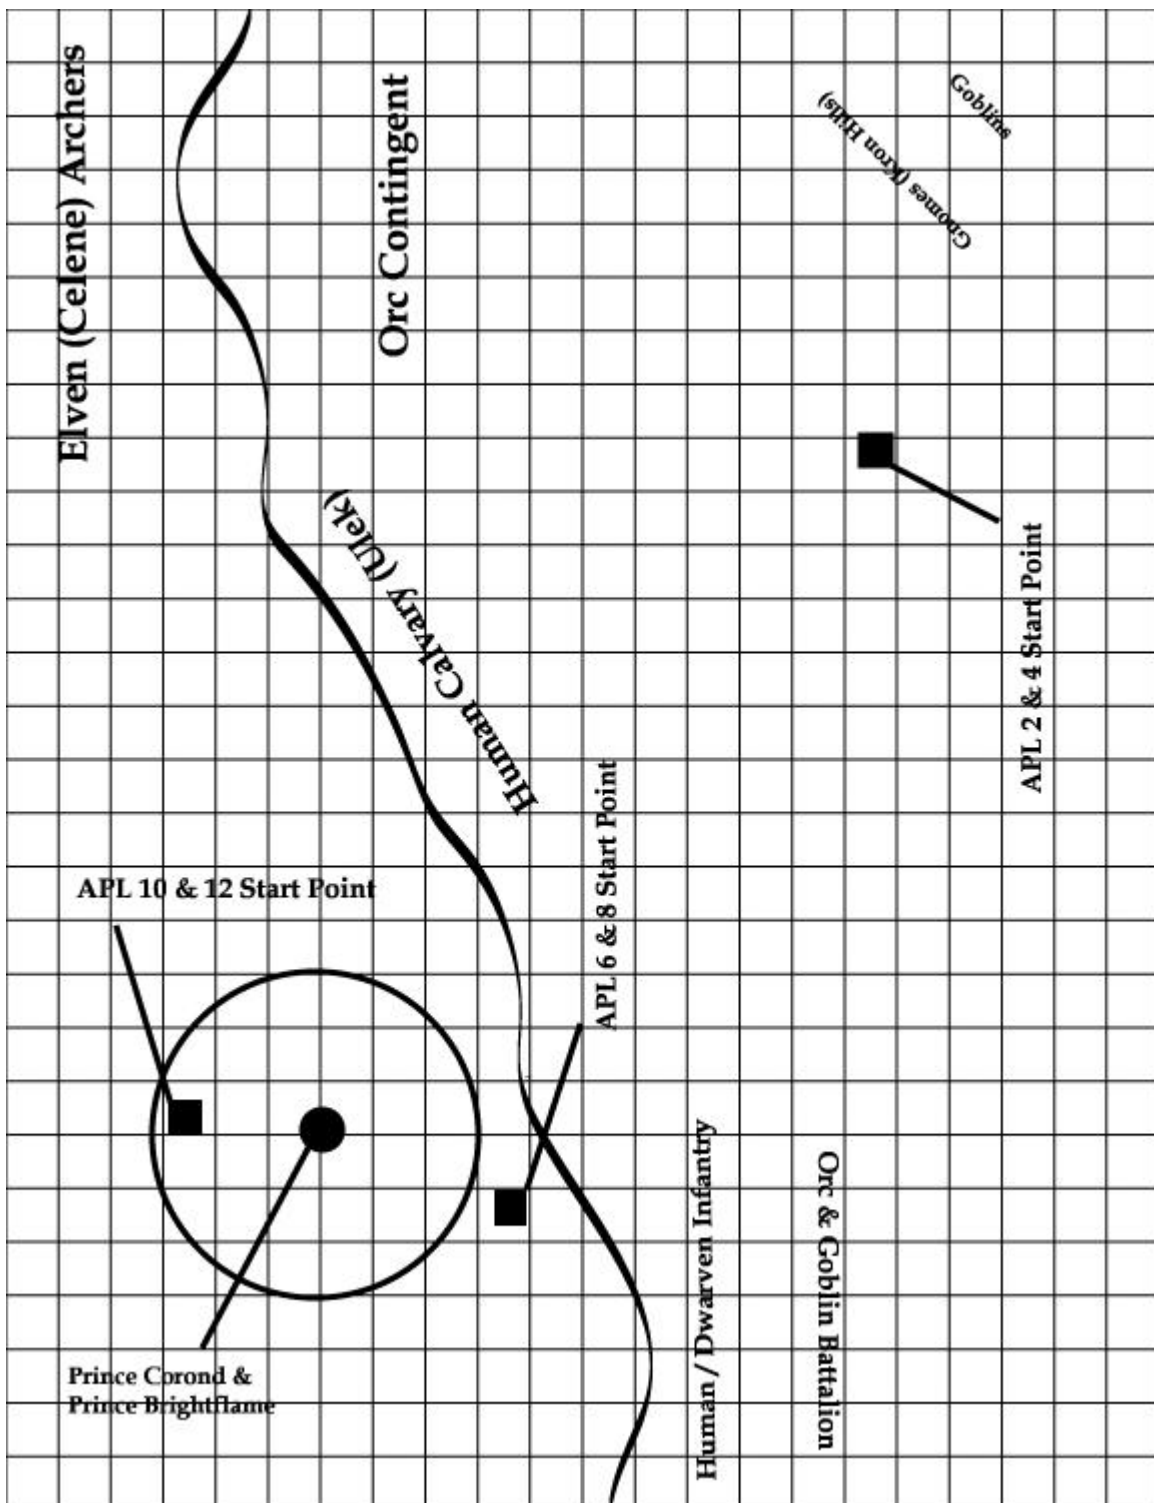 Elven (Celene) Archers
Orc Contingent
Goblins
Gnomes (Kron Hills)
Human Calvary (Ulek)
APL 2 & 4 Start Point
APL 6 & 8 Start Point
APL 10 & 12 Start Point
Human / Dwarven Infantry
Orc & Goblin Battalion
Prince Corond &
Prince Brightflame